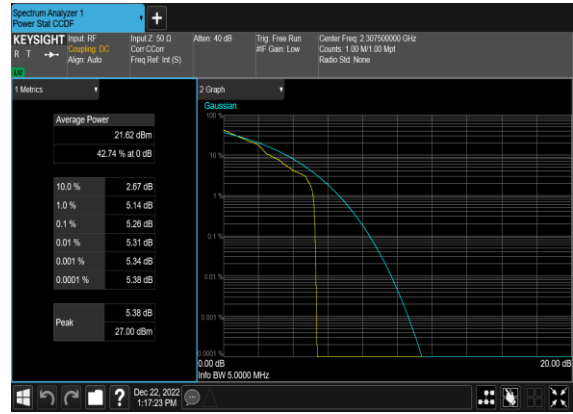 Spectrum Analyzer 1
Power Stat CCDF
KEYSIGHT
R T
LW
Input: RF
Coupling: DC
Align: Auto
Input Z: 50 Ω
Corr CCorr
Freq Ref: Int (S)
Atten: 40 dB
Trig: Free Run
#IF Gain: Low
Center Freq: 2.307500000 GHz
Counts: 1.00 M/1.00 Mpt
Radio Std: None
1 Metrics
Average Power
21.62 dBm
42.74 % at 0 dB
10.0 % 2.67 dB
1.0 % 5.14 dB
0.1 % 5.26 dB
0.01 % 5.31 dB
0.001 % 5.34 dB
0.0001 % 5.38 dB
Peak
5.38 dB
27.00 dBm
2 Graph
Gaussian
100 %
10 %
1 %
0.1 %
0.01 %
0.001 %
0.0001 %
0.00 dB
20.00 dB
Info BW 5.0000 MHz
?
Dec 22, 2022
1:17:23 PM